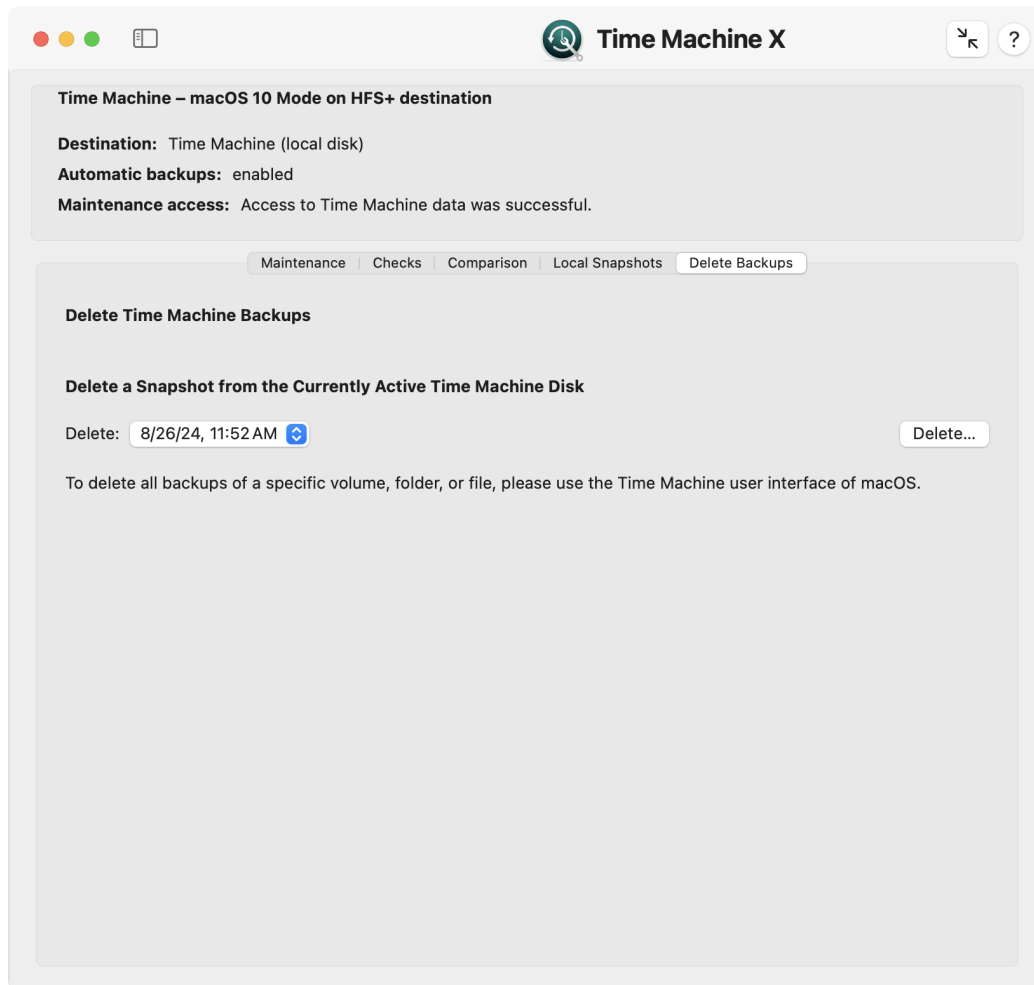 Time Machine X
?
Time Machine – macOS 10 Mode on HFS+ destination
Destination: Time Machine (local disk)
Automatic backups: enabled
Maintenance access: Access to Time Machine data was successful.
Maintenance Checks Comparison Local Snapshots Delete Backups
Delete Time Machine Backups
Delete a Snapshot from the Currently Active Time Machine Disk
Delete: 8/26/24, 11:52 AM Delete...
To delete all backups of a specific volume, folder, or file, please use the Time Machine user interface of macOS.